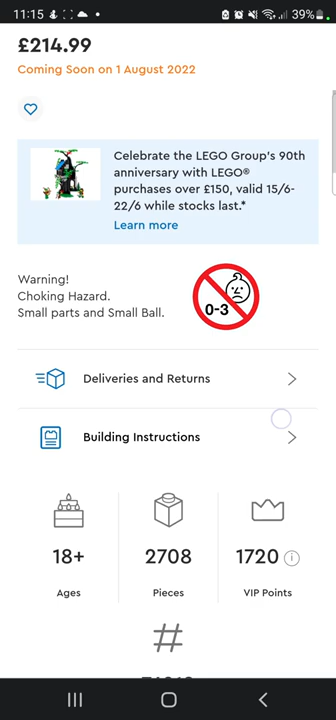 11:15
39%
£214.99
Coming Soon on 1 August 2022
Celebrate the LEGO Group's 90th
anniversary with LEGO®
purchases over £150, valid 15/6-
22/6 while stocks last.*
Learn more
Warning!
Choking Hazard.
Small parts and Small Ball.
0-3
Deliveries and Returns
Building Instructions
18+
2708
1720
Ages
Pieces
VIP Points
#